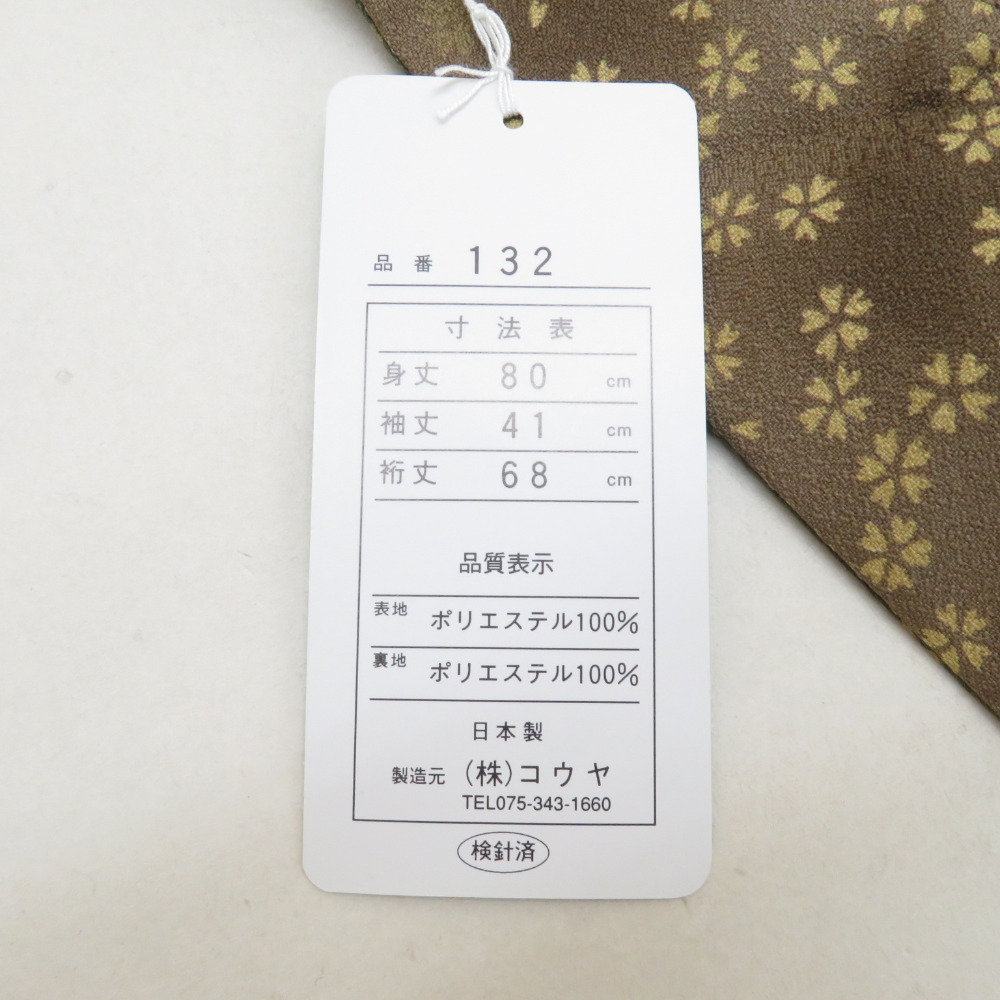 品番 132
寸法表
身丈 80 cm
袖丈 41 cm
裄丈 68 cm
品質表示
表地 ポリエステル100%
裏地 ポリエステル100%
日本製
製造元 (株)コウヤ
TEL075-343-1660
検針済